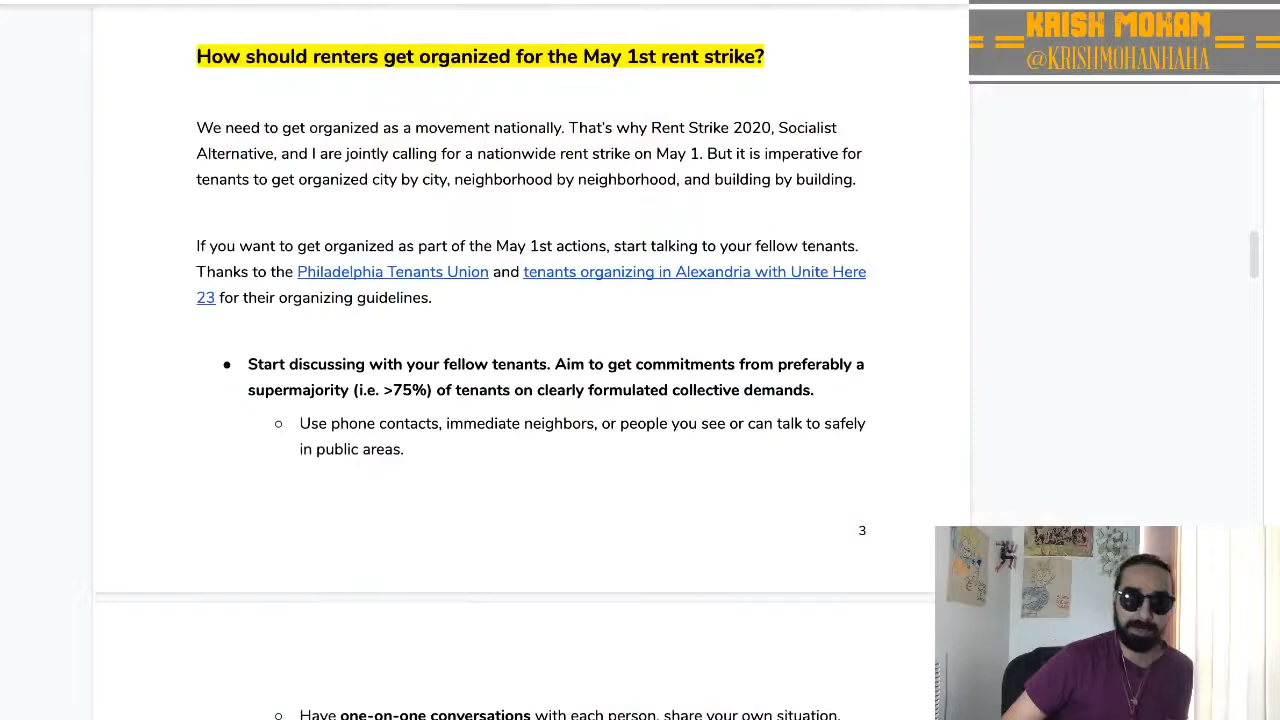 KRISH MOHAN
@KRISHMOHANHAHA
How should renters get organized for the May 1st rent strike?
We need to get organized as a movement nationally. That's why Rent Strike 2020, Socialist
Alternative, and I are jointly calling for a nationwide rent strike on May 1. But it is imperative for
tenants to get organized city by city, neighborhood by neighborhood, and building by building.
If you want to get organized as part of the May 1st actions, start talking to your fellow tenants.
Thanks to the Philadelphia Tenants Union and tenants organizing in Alexandria with Unite Here
23 for their organizing guidelines.
● Start discussing with your fellow tenants. Aim to get commitments from preferably a
supermajority (i.e. >75%) of tenants on clearly formulated collective demands.
○ Use phone contacts, immediate neighbors, or people you see or can talk to safely
in public areas.
3
○ Have one-on-one conversations with each person, share your own situation,